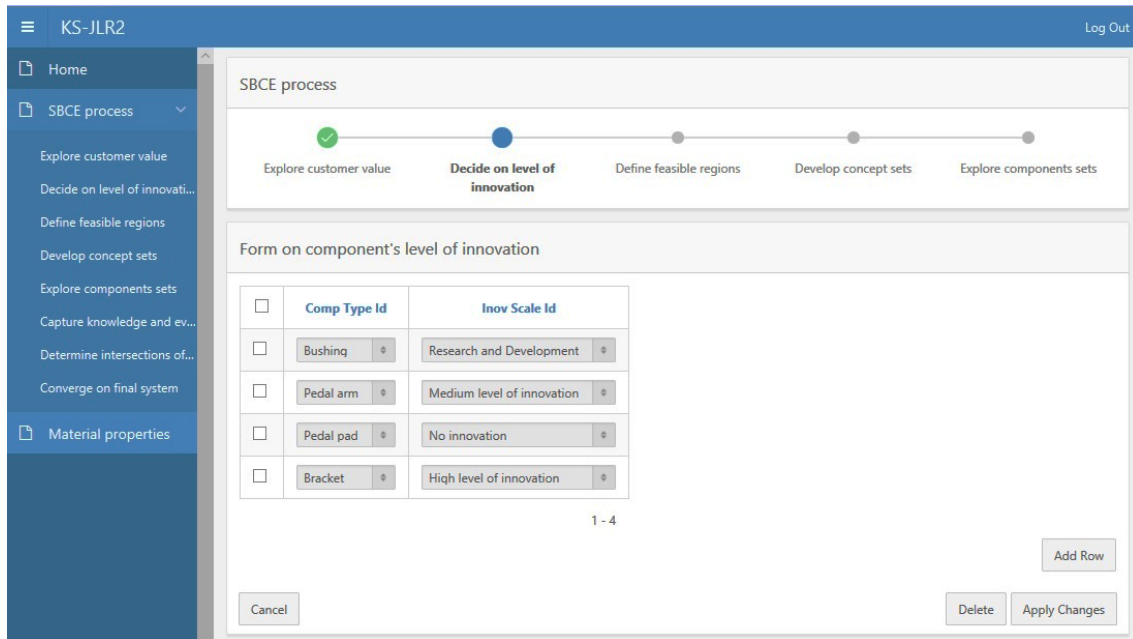 KS-JLR2
Log Out
Home
SBCE process
Explore customer value
Decide on level of innovati...
Define feasible regions
Develop concept sets
Explore components sets
Capture knowledge and ev...
Determine intersections of...
Converge on final system
Material properties
SBCE process
Explore customer value
Decide on level of
innovation
Define feasible regions
Develop concept sets
Explore components sets
Form on component's level of innovation
Comp Type Id Inov Scale Id
Bushing Research and Development
Pedal arm Medium level of innovation
Pedal pad No innovation
Bracket High level of innovation
1 - 4
Add Row
Cancel Delete Apply Changes